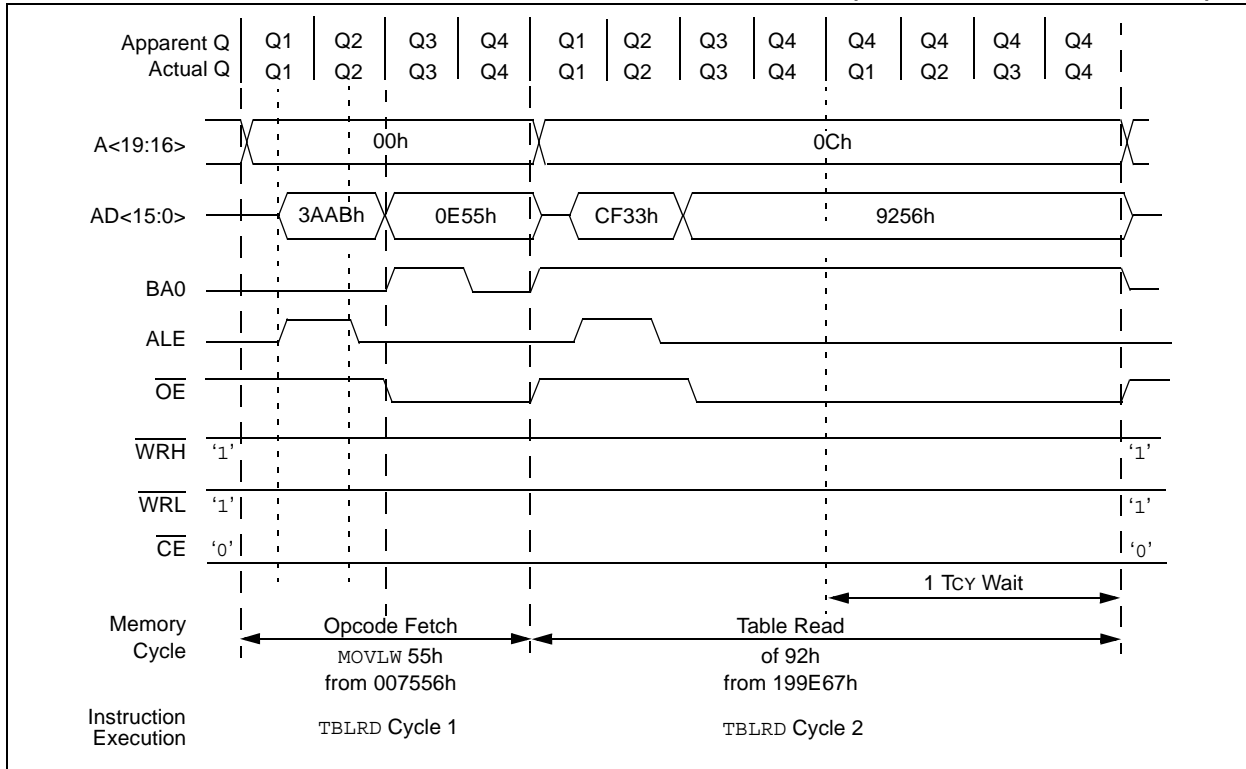 Apparent Q Q1 Q2 Q3 Q4 Q1 Q2 Q3 Q4 Q4 Q4 Q4 Q4
Actual Q Q1 Q2 Q3 Q4 Q1 Q2 Q3 Q4 Q1 Q2 Q3 Q4
A<19:16> 00h 0Ch
AD<15:0> 3AABh 0E55h CF33h 9256h
BA0
ALE
OE
WRH ‘1’ ‘1’
WRL ‘1’ ‘1’
CE ‘0’ ‘0’
1 TCY Wait
Memory Opcode Fetch Table Read
Cycle MOVLW 55h of 92h
from 007556h from 199E67h
Instruction TBLRD Cycle 1 TBLRD Cycle 2
Execution